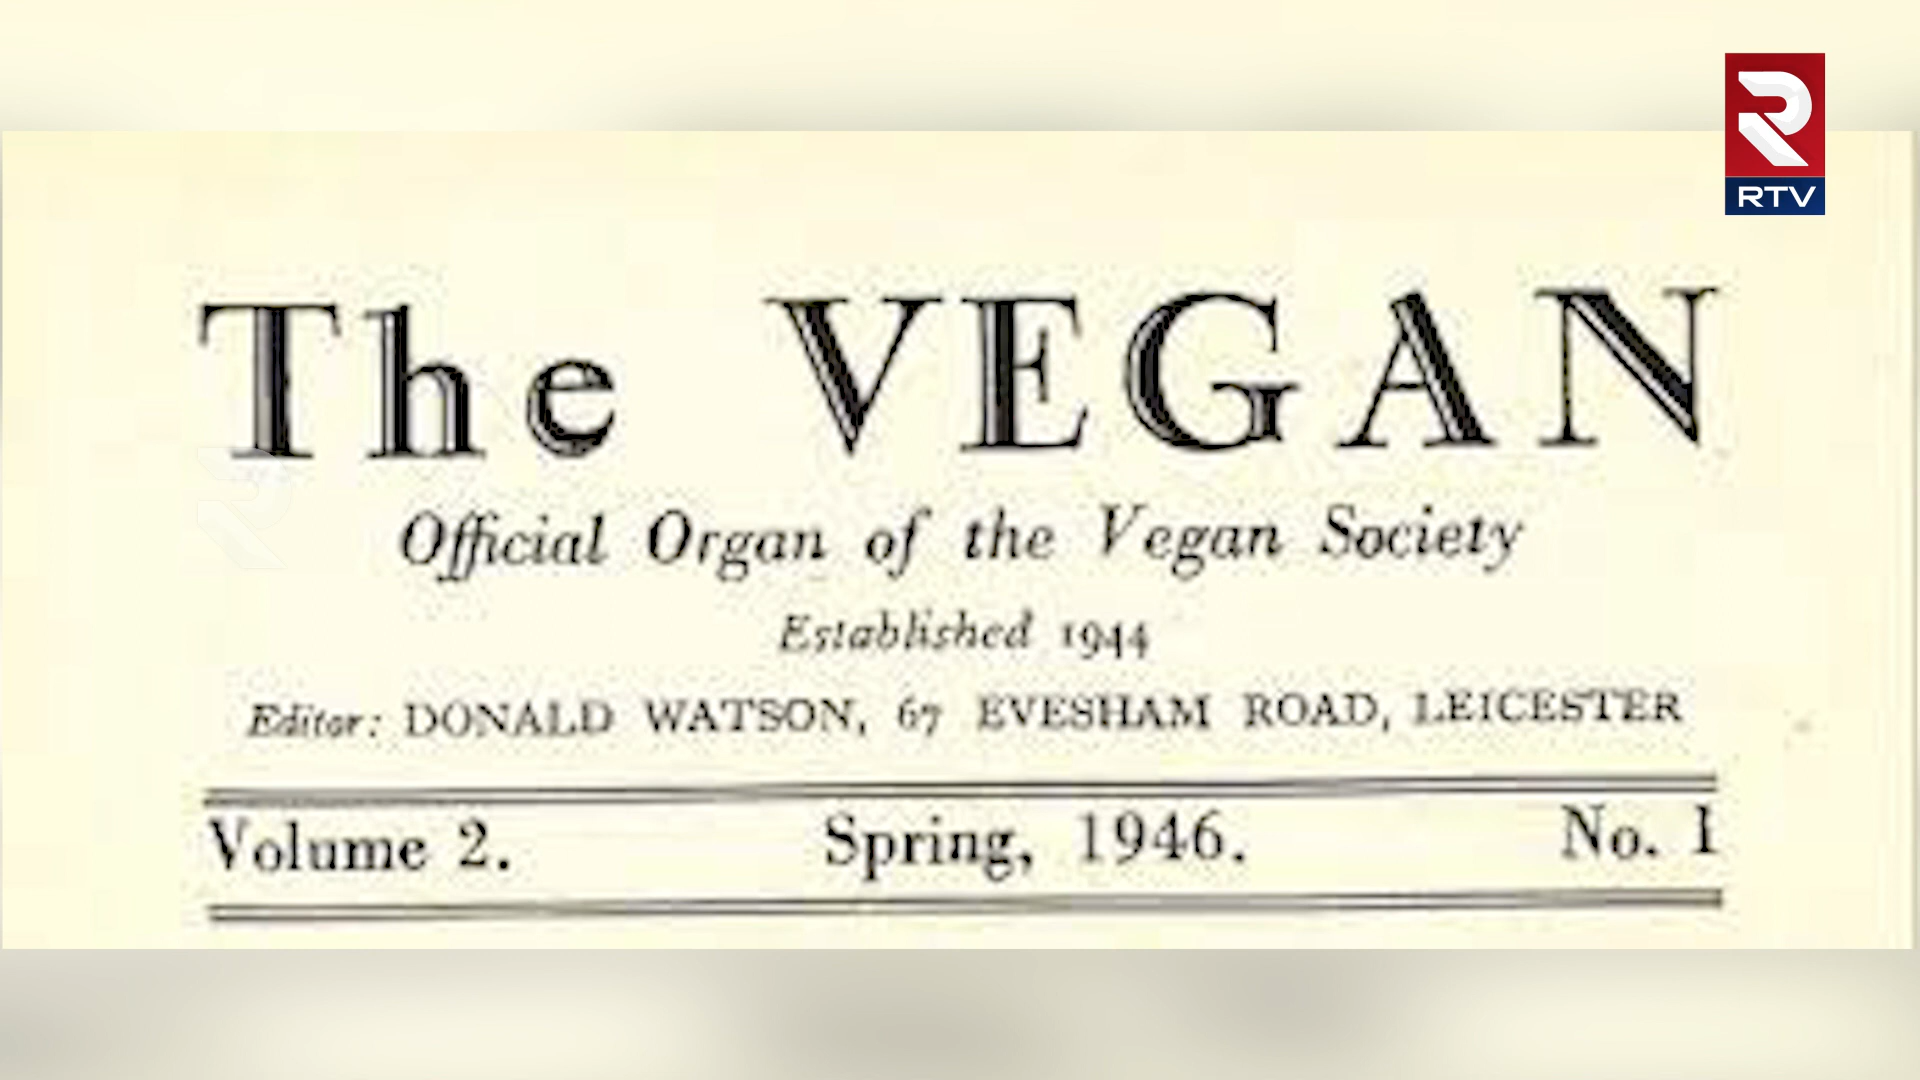 RTV
The VEGAN
Official Organ of the Vegan Society
Established 1944
Editor: DONALD WATSON, 67 EVESHAM ROAD, LEICESTER
Volume 2. Spring, 1946. No. 1